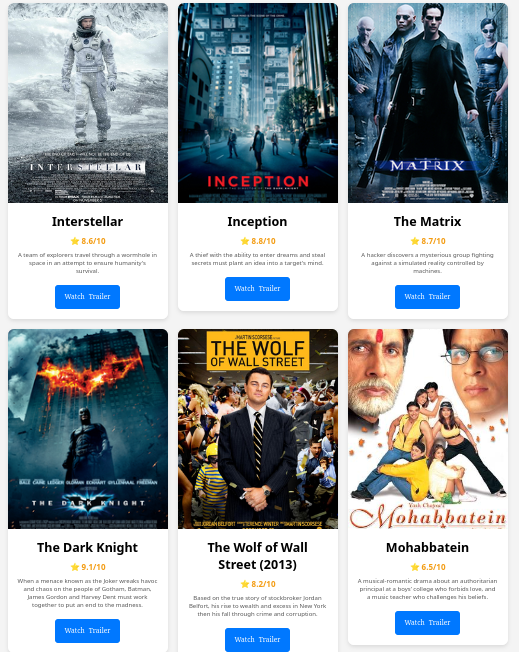 INTERSTELLAR
INCEPTION
MATRIX
Interstellar
⭐ 8.6/10
A team of explorers travel through a wormhole in
space in an attempt to ensure humanity's
survival.
Watch Trailer
Inception
⭐ 8.8/10
A thief with the ability to enter dreams and steal
secrets must plant an idea into a target's mind.
Watch Trailer
The Matrix
⭐ 8.7/10
A hacker discovers a mysterious group fighting
against a simulated reality controlled by
machines.
Watch Trailer
BALE CAINE LEDGER OLDMAN ECKHART GYLLENHAAL FREEMAN
THE DARK KNIGHT
THE WOLF
OF WALL STREET
Yash Chopra's
Mohabbatein
The Dark Knight
⭐ 9.1/10
When a menace known as the Joker wreaks havoc
and chaos on the people of Gotham, Batman,
James Gordon and Harvey Dent must work
together to put an end to the madness.
Watch Trailer
The Wolf of Wall
Street (2013)
⭐ 8.2/10
Based on the true story of stockbroker Jordan
Belfort, his rise to wealth and excess in New York
then his fall through crime and corruption.
Watch Trailer
Mohabbatein
⭐ 6.5/10
A musical-romantic drama about an authoritarian
principal at a boys' college who forbids love, and
a music teacher who challenges his beliefs.
Watch Trailer